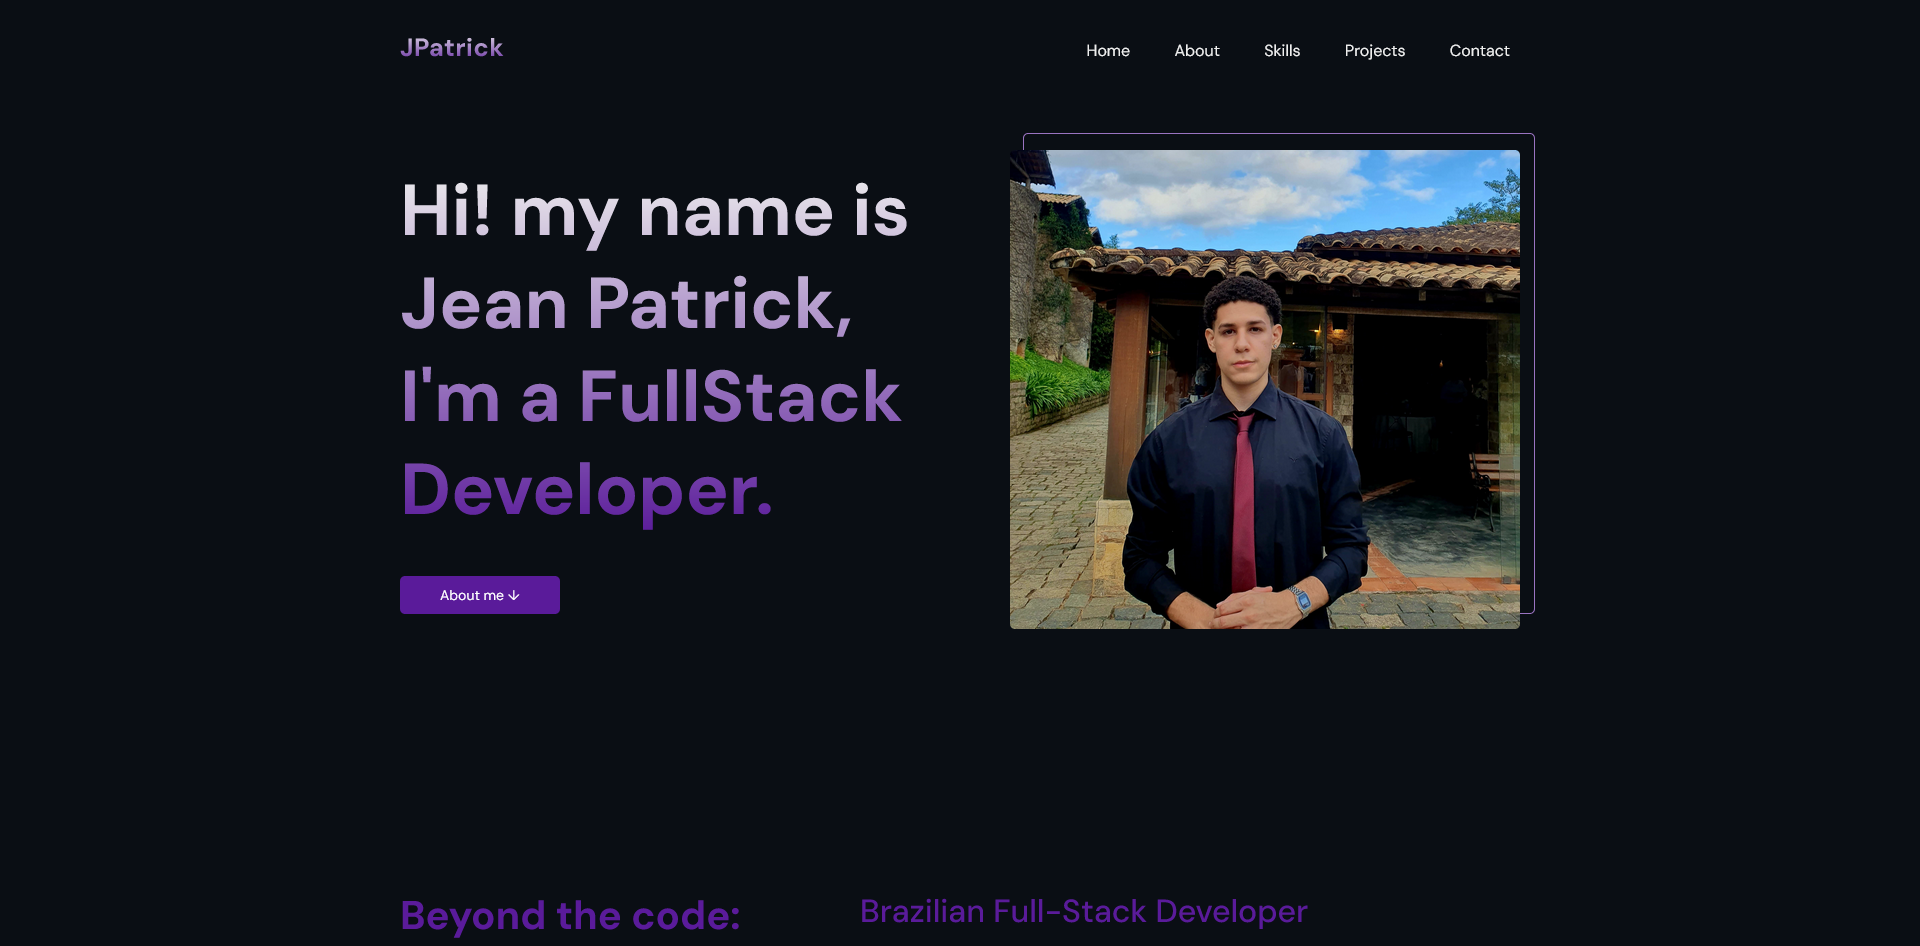 JPatrick
Home About Skills Projects Contact
Hi! my name is
Jean Patrick,
I'm a FullStack
Developer.
About me ↓
Beyond the code:
Brazilian Full-Stack Developer